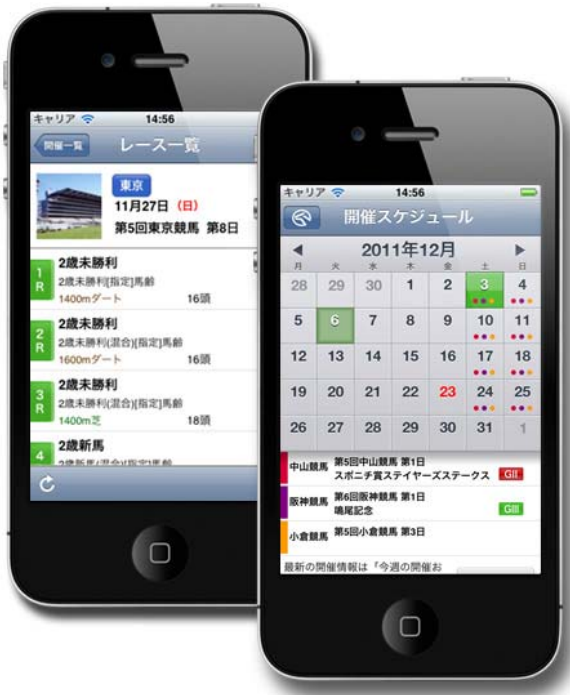 キャリア 14:56
開催一覧 レース一覧
東京
11月27日 (日)
第5回東京競馬 第8日
1R 2歳未勝利
2歳未勝利[指定]馬齢
1400mダート 16頭
2R 2歳未勝利
2歳未勝利(混合)[指定]馬齢
1600mダート 16頭
3R 2歳未勝利
2歳未勝利(混合)[指定]馬齢
1400m芝 18頭
4 2歳新馬
2歳新馬(混合)[指定]馬齢
キャリア 14:56
開催スケジュール
2011年12月
月 火 水 木 金 土 日
28 29 30 1 2 3 4
5 6 7 8 9 10 11
12 13 14 15 16 17 18
19 20 21 22 23 24 25
26 27 28 29 30 31 1
中山競馬 第5回中山競馬 第1日
スポニチ賞ステイヤーズステークス GII
阪神競馬 第6回阪神競馬 第1日
鳴尾記念 GIII
小倉競馬 第5回小倉競馬 第3日
最新の開催情報は「今週の開催お